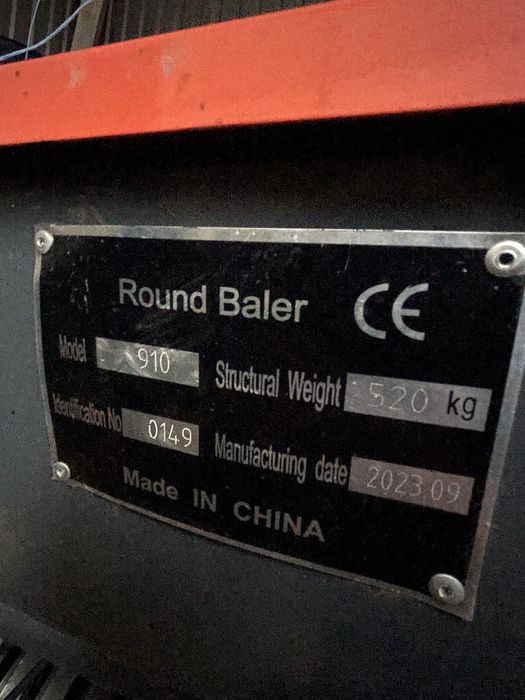 Round Baler CE
Model 910 Structural Weight 520 kg
Identification No 0149 Manufacturing date 2023.09
Made IN CHINA